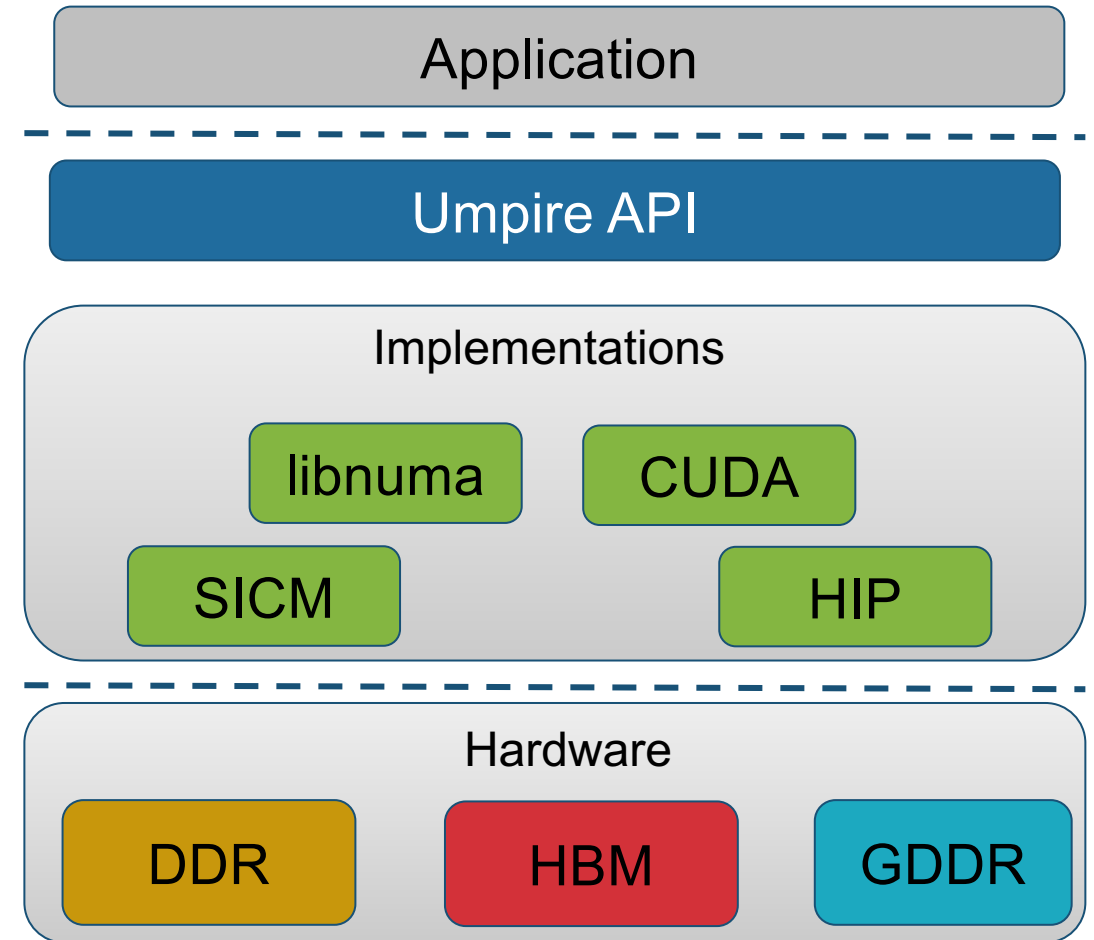 Application
Umpire API
Implementations
libnuma
CUDA
SICM
HIP
Hardware
DDR
HBM
GDDR